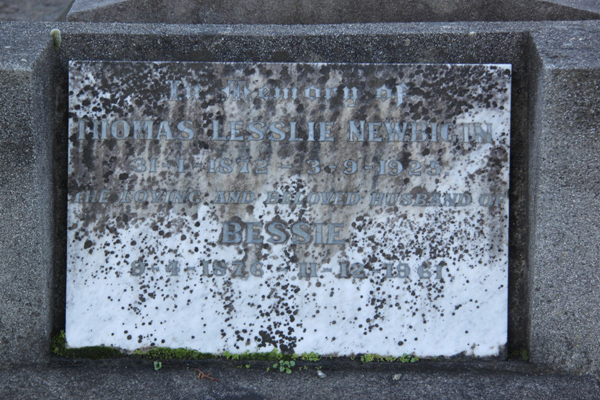 In Memory of
THOMAS LESSLIE NEWBIGIN
31-1-1872 - 3-9-1923
THE LOVING AND BELOVED HUSBAND OF
BESSIE
9-4-1876 - 11-12-1961